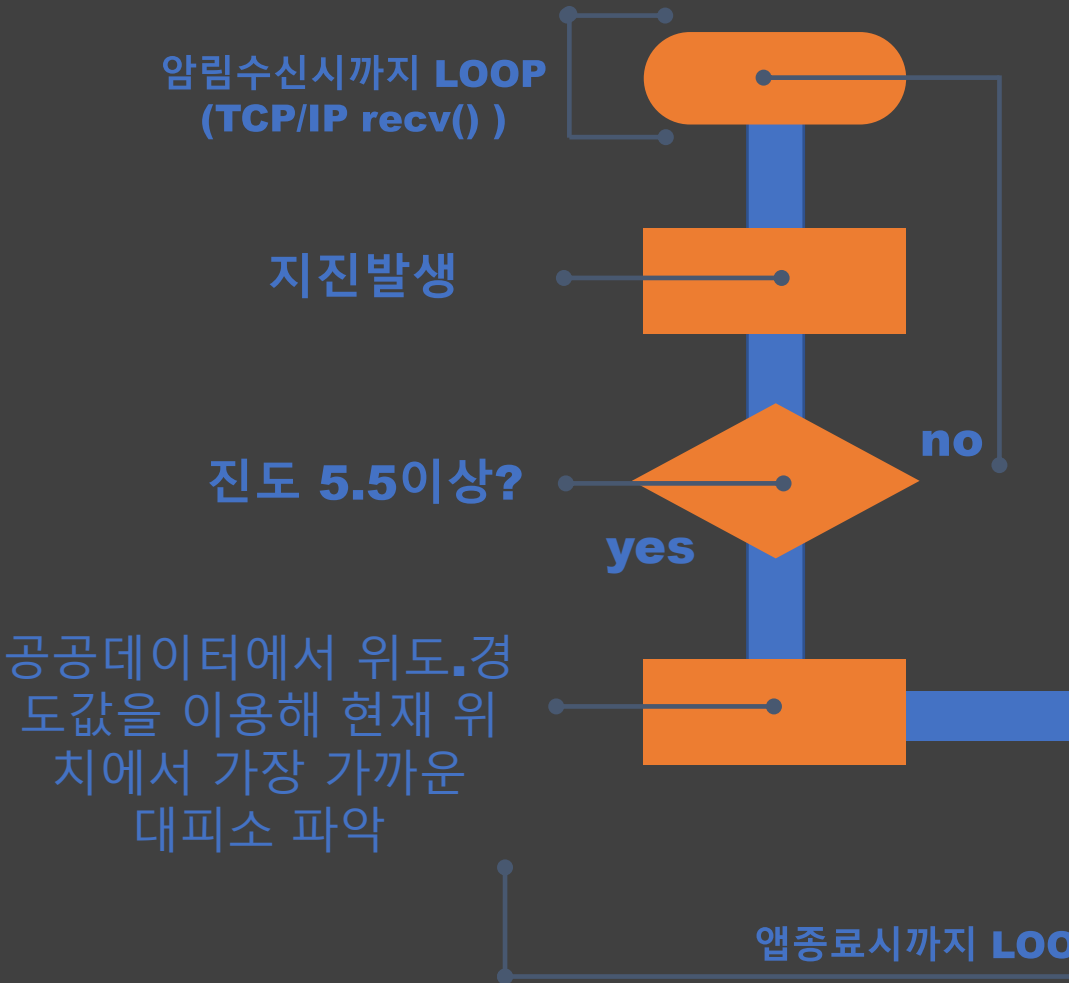 암림수신시까지 LOOP
(TCP/IP recv() )
지진발생
진도 5.5이상?
no
yes
공공데이터에서 위도.경
도값을 이용해 현재 위
치에서 가장 가까운
대피소 파악
앱종료시까지